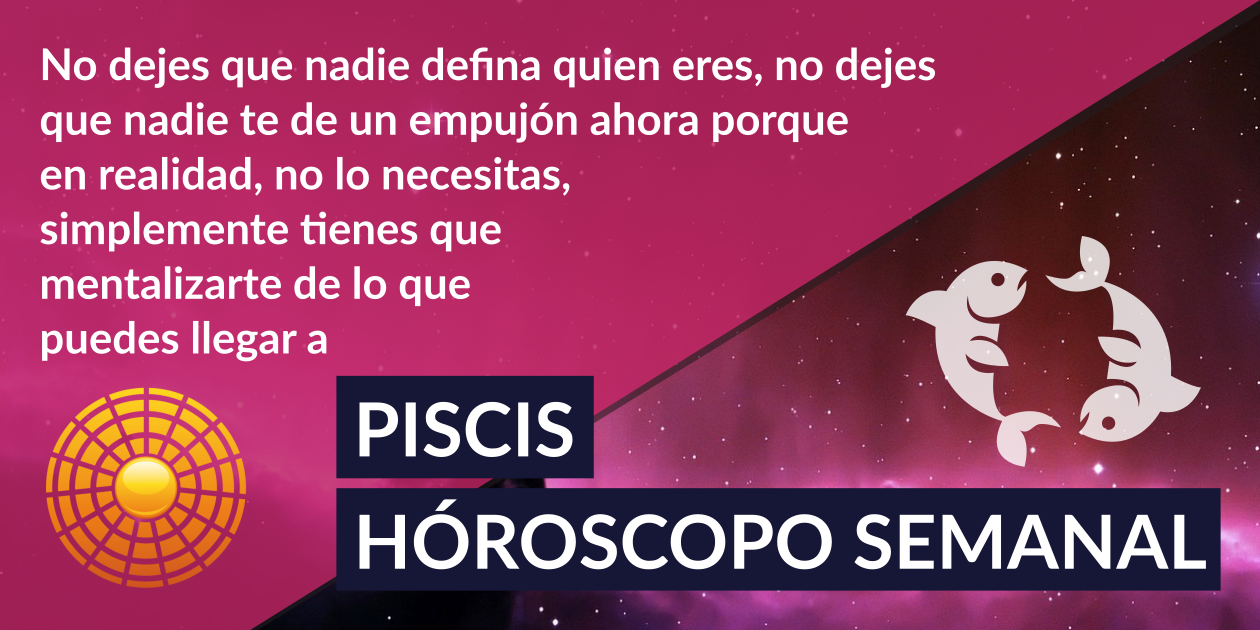 No dejes que nadie defina quien eres, no dejes
que nadie te de un empujón ahora porque
en realidad, no lo necesitas,
simplemente tienes que
mentalizarte de lo que
puedes llegar a
PISCIS
HÓROSCOPO SEMANAL